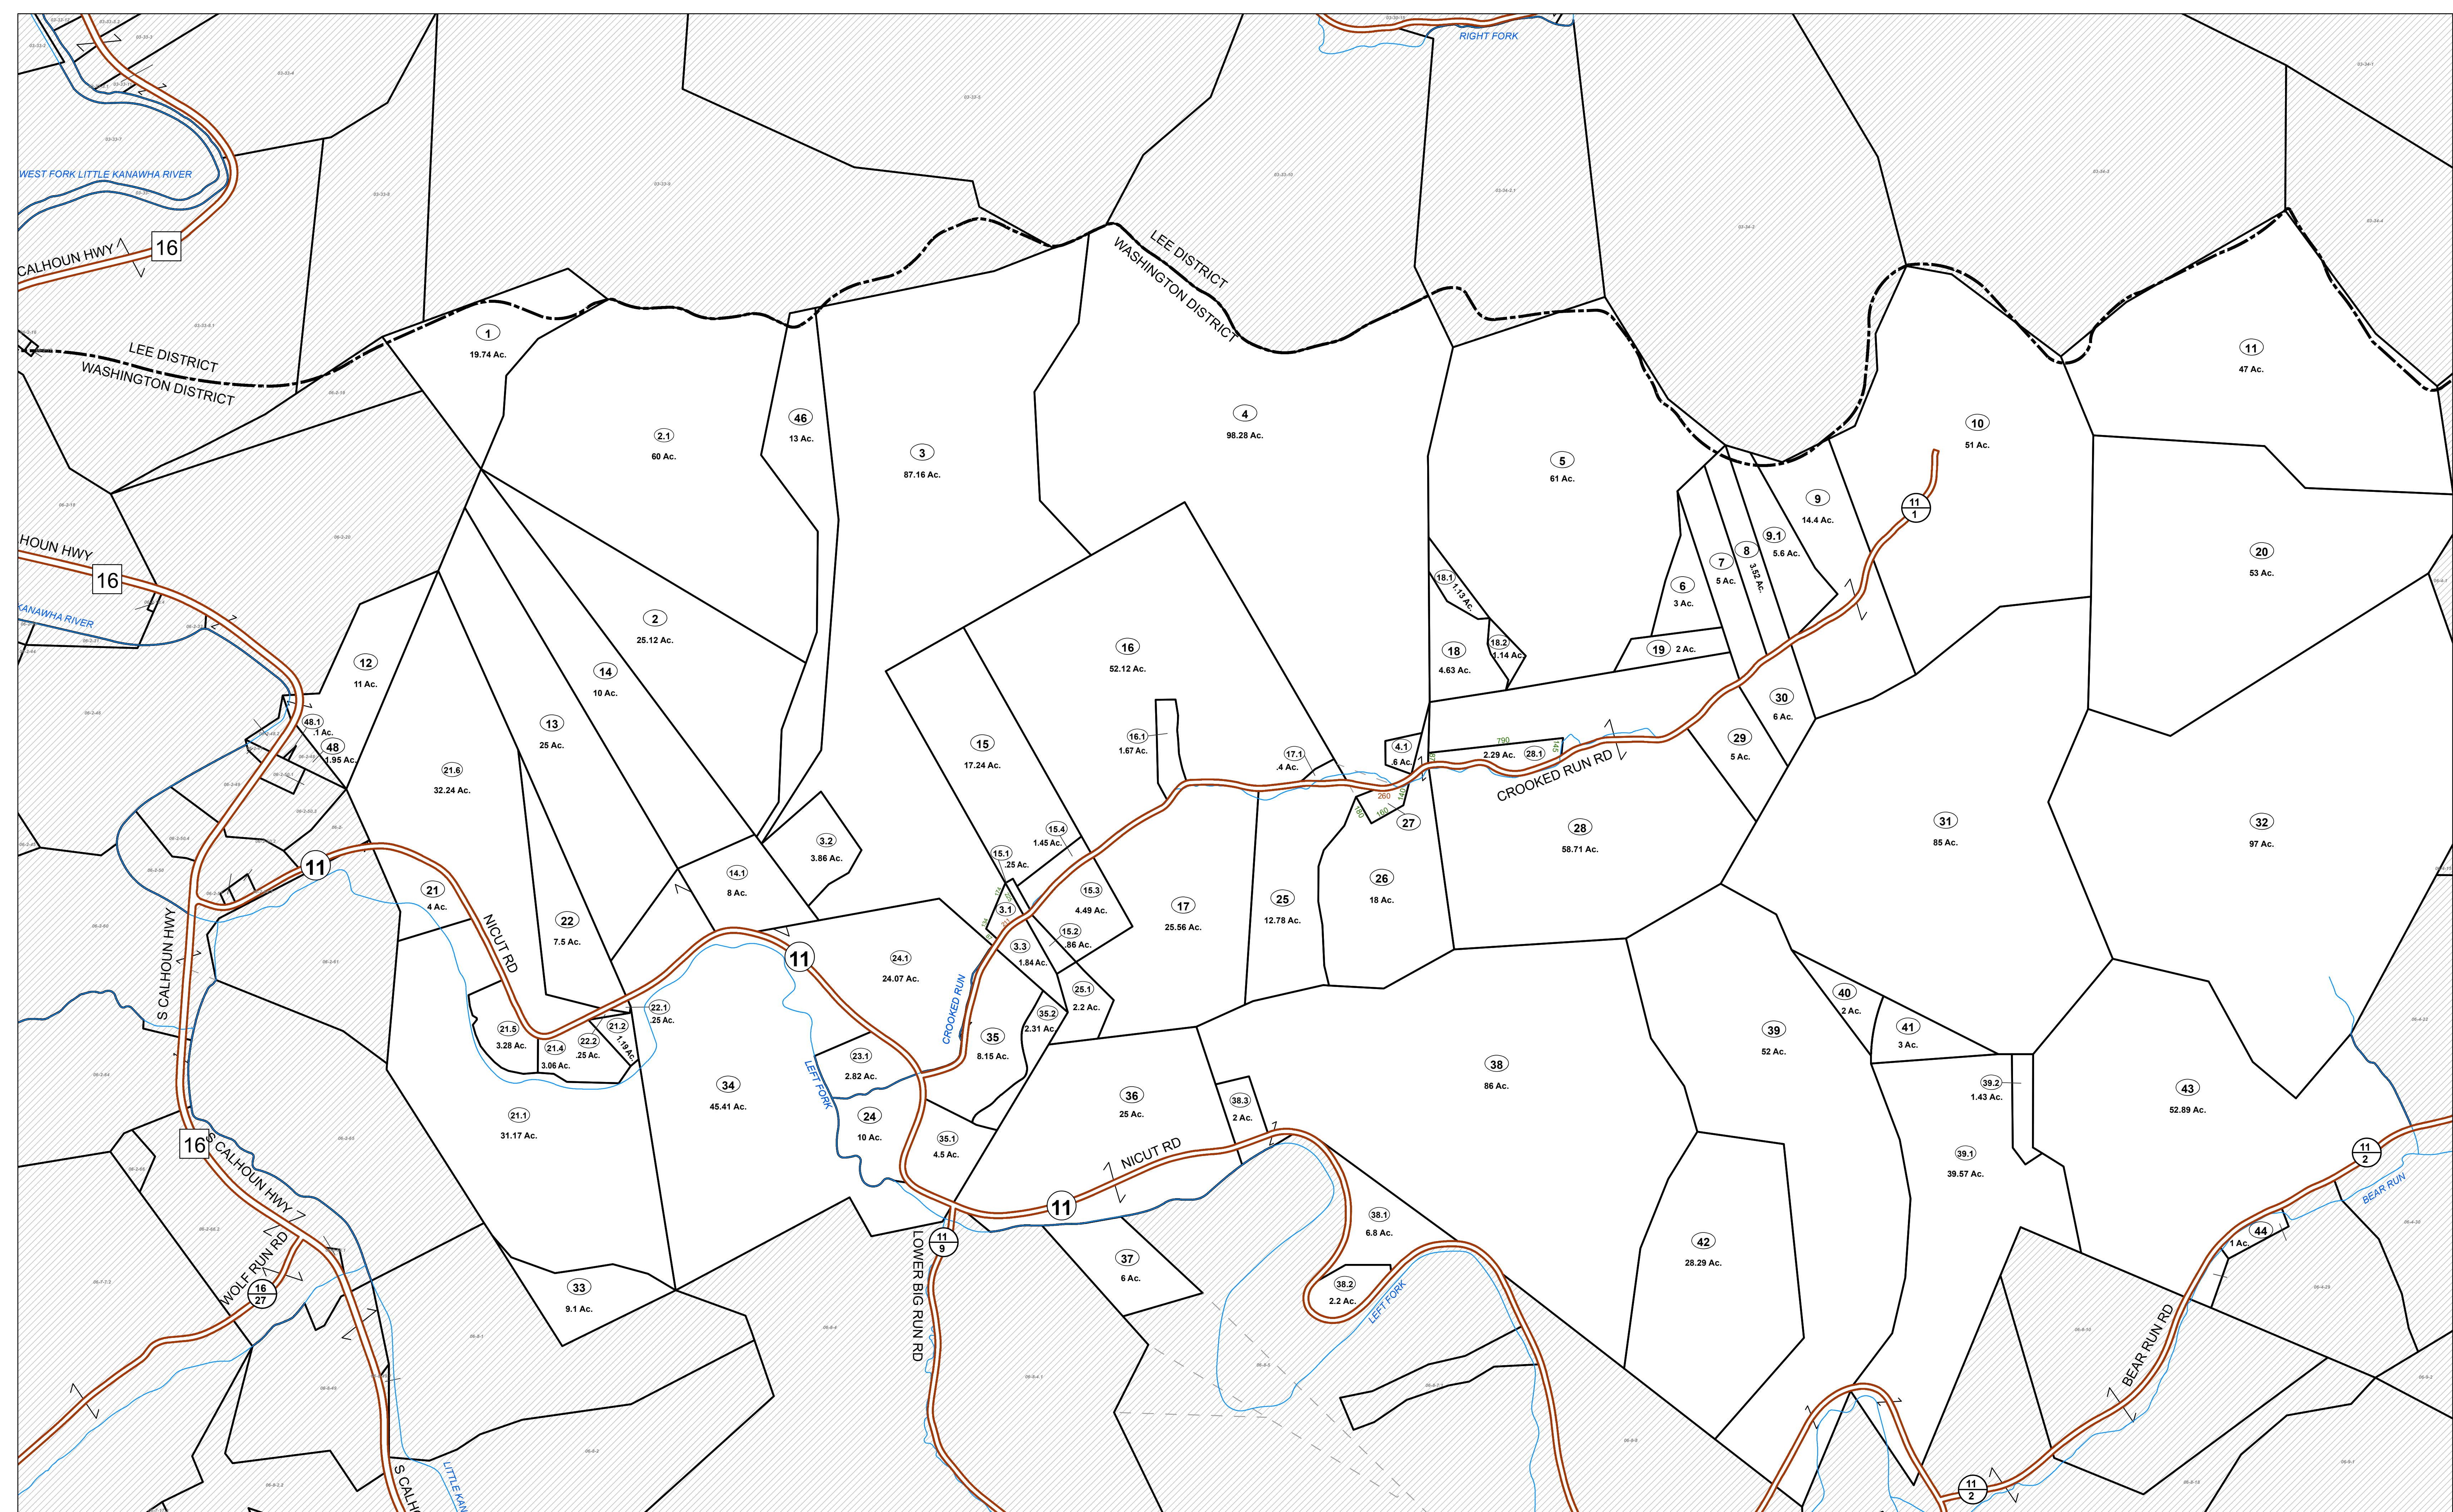 RIGHT FORK
WEST FORK LITTLE KANAWHA RIVER
CALHOUN HWY
16
LEE DISTRICT
WASHINGTON DISTRICT
LEE DISTRICT
WASHINGTON DISTRICT
1
19.74 Ac.
2.1
60 Ac.
46
13 Ac.
3
87.16 Ac.
4
98.28 Ac.
5
61 Ac.
10
51 Ac.
11
47 Ac.
9
14.4 Ac.
11
1
9.1
5.6 Ac.
8
3.52 Ac.
7
5 Ac.
6
3 Ac.
19
2 Ac.
20
53 Ac.
HOUN HWY
16
KANAWHA RIVER
12
11 Ac.
2
25.12 Ac.
14
10 Ac.
13
25 Ac.
16
52.12 Ac.
18.1
1.13 Ac.
18.2
1.14 Ac.
18
4.63 Ac.
48.1
.1 Ac.
48
1.95 Ac.
21.6
32.24 Ac.
15
17.24 Ac.
16.1
1.67 Ac.
17.1
.4 Ac.
4.1
.6 Ac.
790
2.29 Ac.
28.1
145
CROOKED RUN RD
30
6 Ac.
29
5 Ac.
260
140
160
180
27
28
58.71 Ac.
31
85 Ac.
32
97 Ac.
3.2
3.86 Ac.
14.1
8 Ac.
15.4
1.45 Ac.
15.1
.25 Ac.
15.3
4.49 Ac.
3.1
15.2
.86 Ac.
3.3
1.84 Ac.
17
25.56 Ac.
25
12.78 Ac.
26
18 Ac.
11
21
4 Ac.
NICUT RD
22
7.5 Ac.
S CALHOUN HWY
11
24.1
24.07 Ac.
CROOKED RUN
25.1
2.2 Ac.
35.2
2.31 Ac.
35
8.15 Ac.
22.1
.25 Ac.
21.2
1.19 Ac.
22.2
.25 Ac.
21.5
3.28 Ac.
21.4
3.06 Ac.
23.1
2.82 Ac.
LEFT FORK
34
45.41 Ac.
24
10 Ac.
35.1
4.5 Ac.
36
25 Ac.
38.3
2 Ac.
38
86 Ac.
39
52 Ac.
40
2 Ac.
41
3 Ac.
39.2
1.43 Ac.
43
52.89 Ac.
21.1
31.17 Ac.
16
S CALHOUN HWY
NICUT RD
11
39.1
39.57 Ac.
11
2
BEAR RUN
38.1
6.8 Ac.
42
28.29 Ac.
44
1 Ac.
WOLF RUN RD
16
27
11
9
LOWER BIG RUN RD
37
6 Ac.
33
9.1 Ac.
38.2
2.2 Ac.
LEFT FORK
BEAR RUN RD
S CALH
LITTLE KAN
11
2